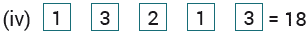 (iv) 1 3 2 1 3 = 18